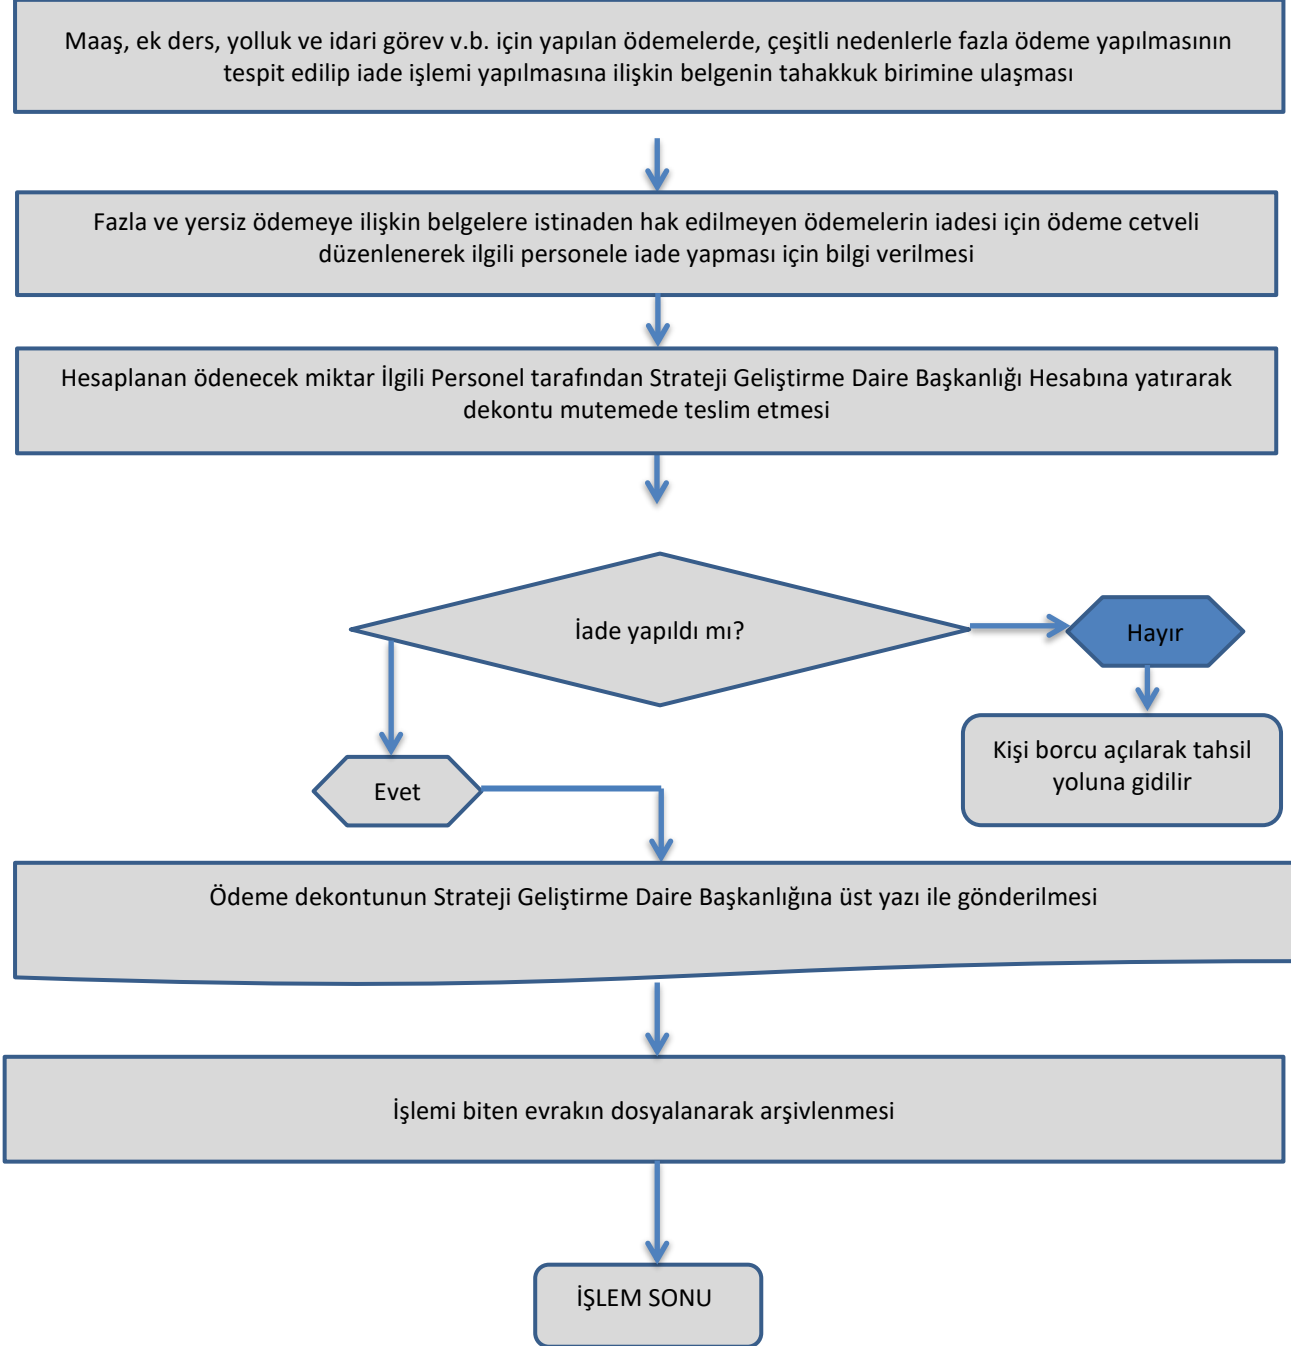 Maaş, ek ders, yolluk ve idari görev v.b. için yapılan ödemelerde, çeşitli nedenlerle fazla ödeme yapılmasının
tespit edilip iade işlemi yapılmasına ilişkin belgenin tahakkuk birimine ulaşması
Fazla ve yersiz ödemeye ilişkin belgelere istinaden hak edilmeyen ödemelerin iadesi için ödeme cetveli
düzenlenerek ilgili personele iade yapması için bilgi verilmesi
Hesaplanan ödenecek miktar İlgili Personel tarafından Strateji Geliştirme Daire Başkanlığı Hesabına yatırarak
dekontu mutemede teslim etmesi
İade yapıldı mı?
Hayır
Kişi borcu açılarak tahsil
yoluna gidilir
Evet
Ödeme dekontunun Strateji Geliştirme Daire Başkanlığına üst yazı ile gönderilmesi
İşlemi biten evrakın dosyalanarak arşivlenmesi
İŞLEM SONU